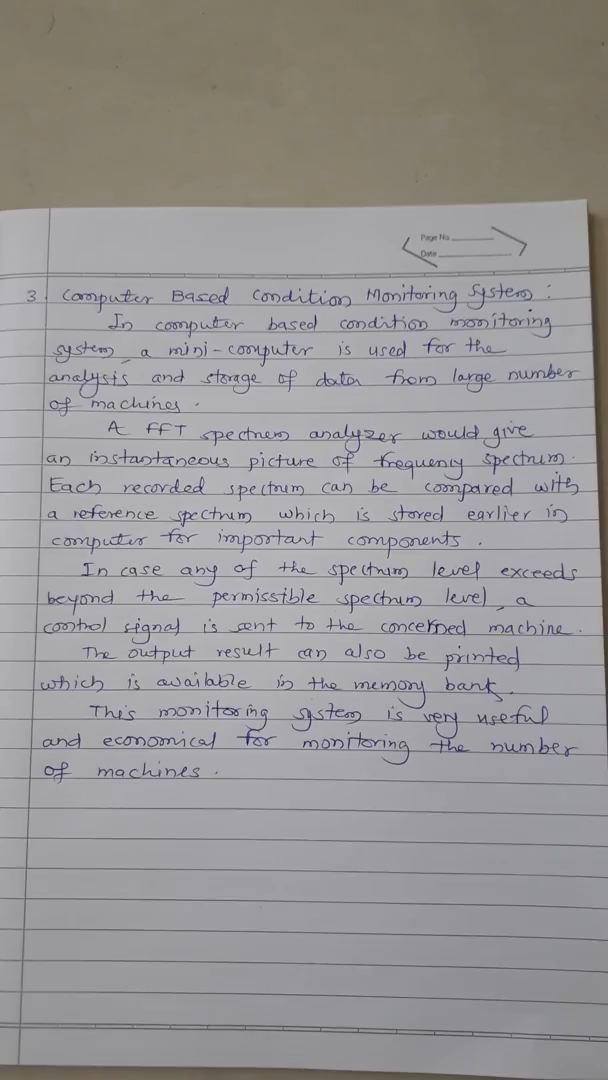 Page No.
Date
3. Computer Based Condition Monitoring System :
In computer based condition monitoring
system, a mini-computer is used for the
analysis and storage of data from large number
of machines.
A FFT spectrum analyzer would give
an instantaneous picture of frequency spectrum.
Each recorded spectrum can be compared with
a reference spectrum which is stored earlier in
computer for important components.
In case any of the spectrum level exceeds
beyond the permissible spectrum level, a
control signal is sent to the concerned machine.
The output result can also be printed
which is available in the memory bank.
This monitoring system is very useful
and economical for monitoring the number
of machines.